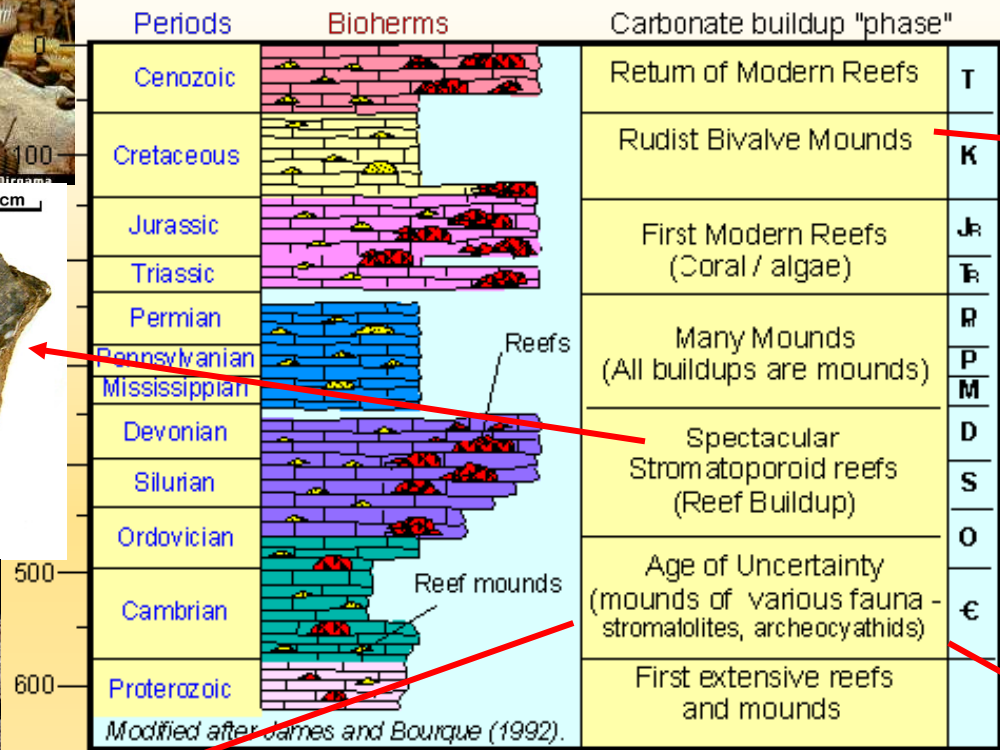 Periods Bioherms Carbonate buildup "phase"
0
100
cm
500
600
Cenozoic
Cretaceous
Jurassic
Triassic
Permian
Pennsylvanian
Mississippian
Devonian
Silurian
Ordovician
Cambrian
Proterozoic
Reefs
Reef mounds
Modified after James and Bourque (1992).
Return of Modern Reefs
Rudist Bivalve Mounds
First Modern Reefs
(Coral / algae)
Many Mounds
(All buildups are mounds)
Spectacular
Stromatoporoid reefs
(Reef Buildup)
Age of Uncertainty
(mounds of various fauna -
stromatolites, archeocyathids)
First extensive reefs
and mounds
T
K
P
M
D
S
O
€